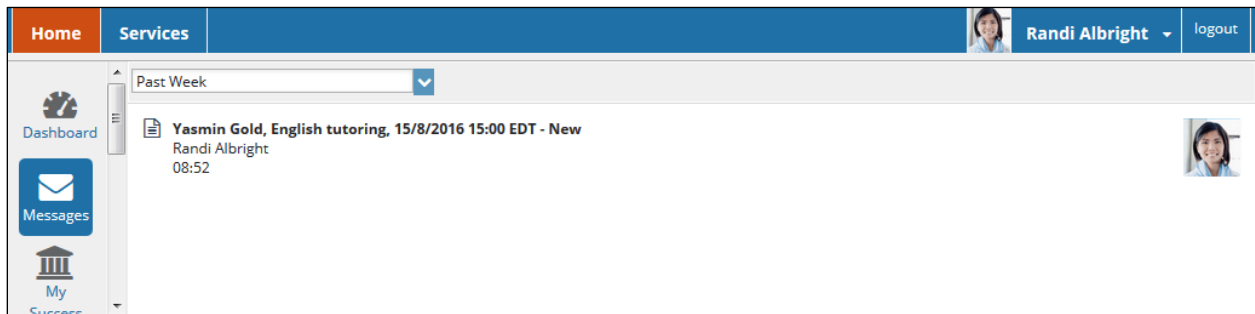 Home
Services
Randi Albright
logout
Dashboard
Messages
My
Success
Past Week
Yasmin Gold, English tutoring, 15/8/2016 15:00 EDT - New
Randi Albright
08:52